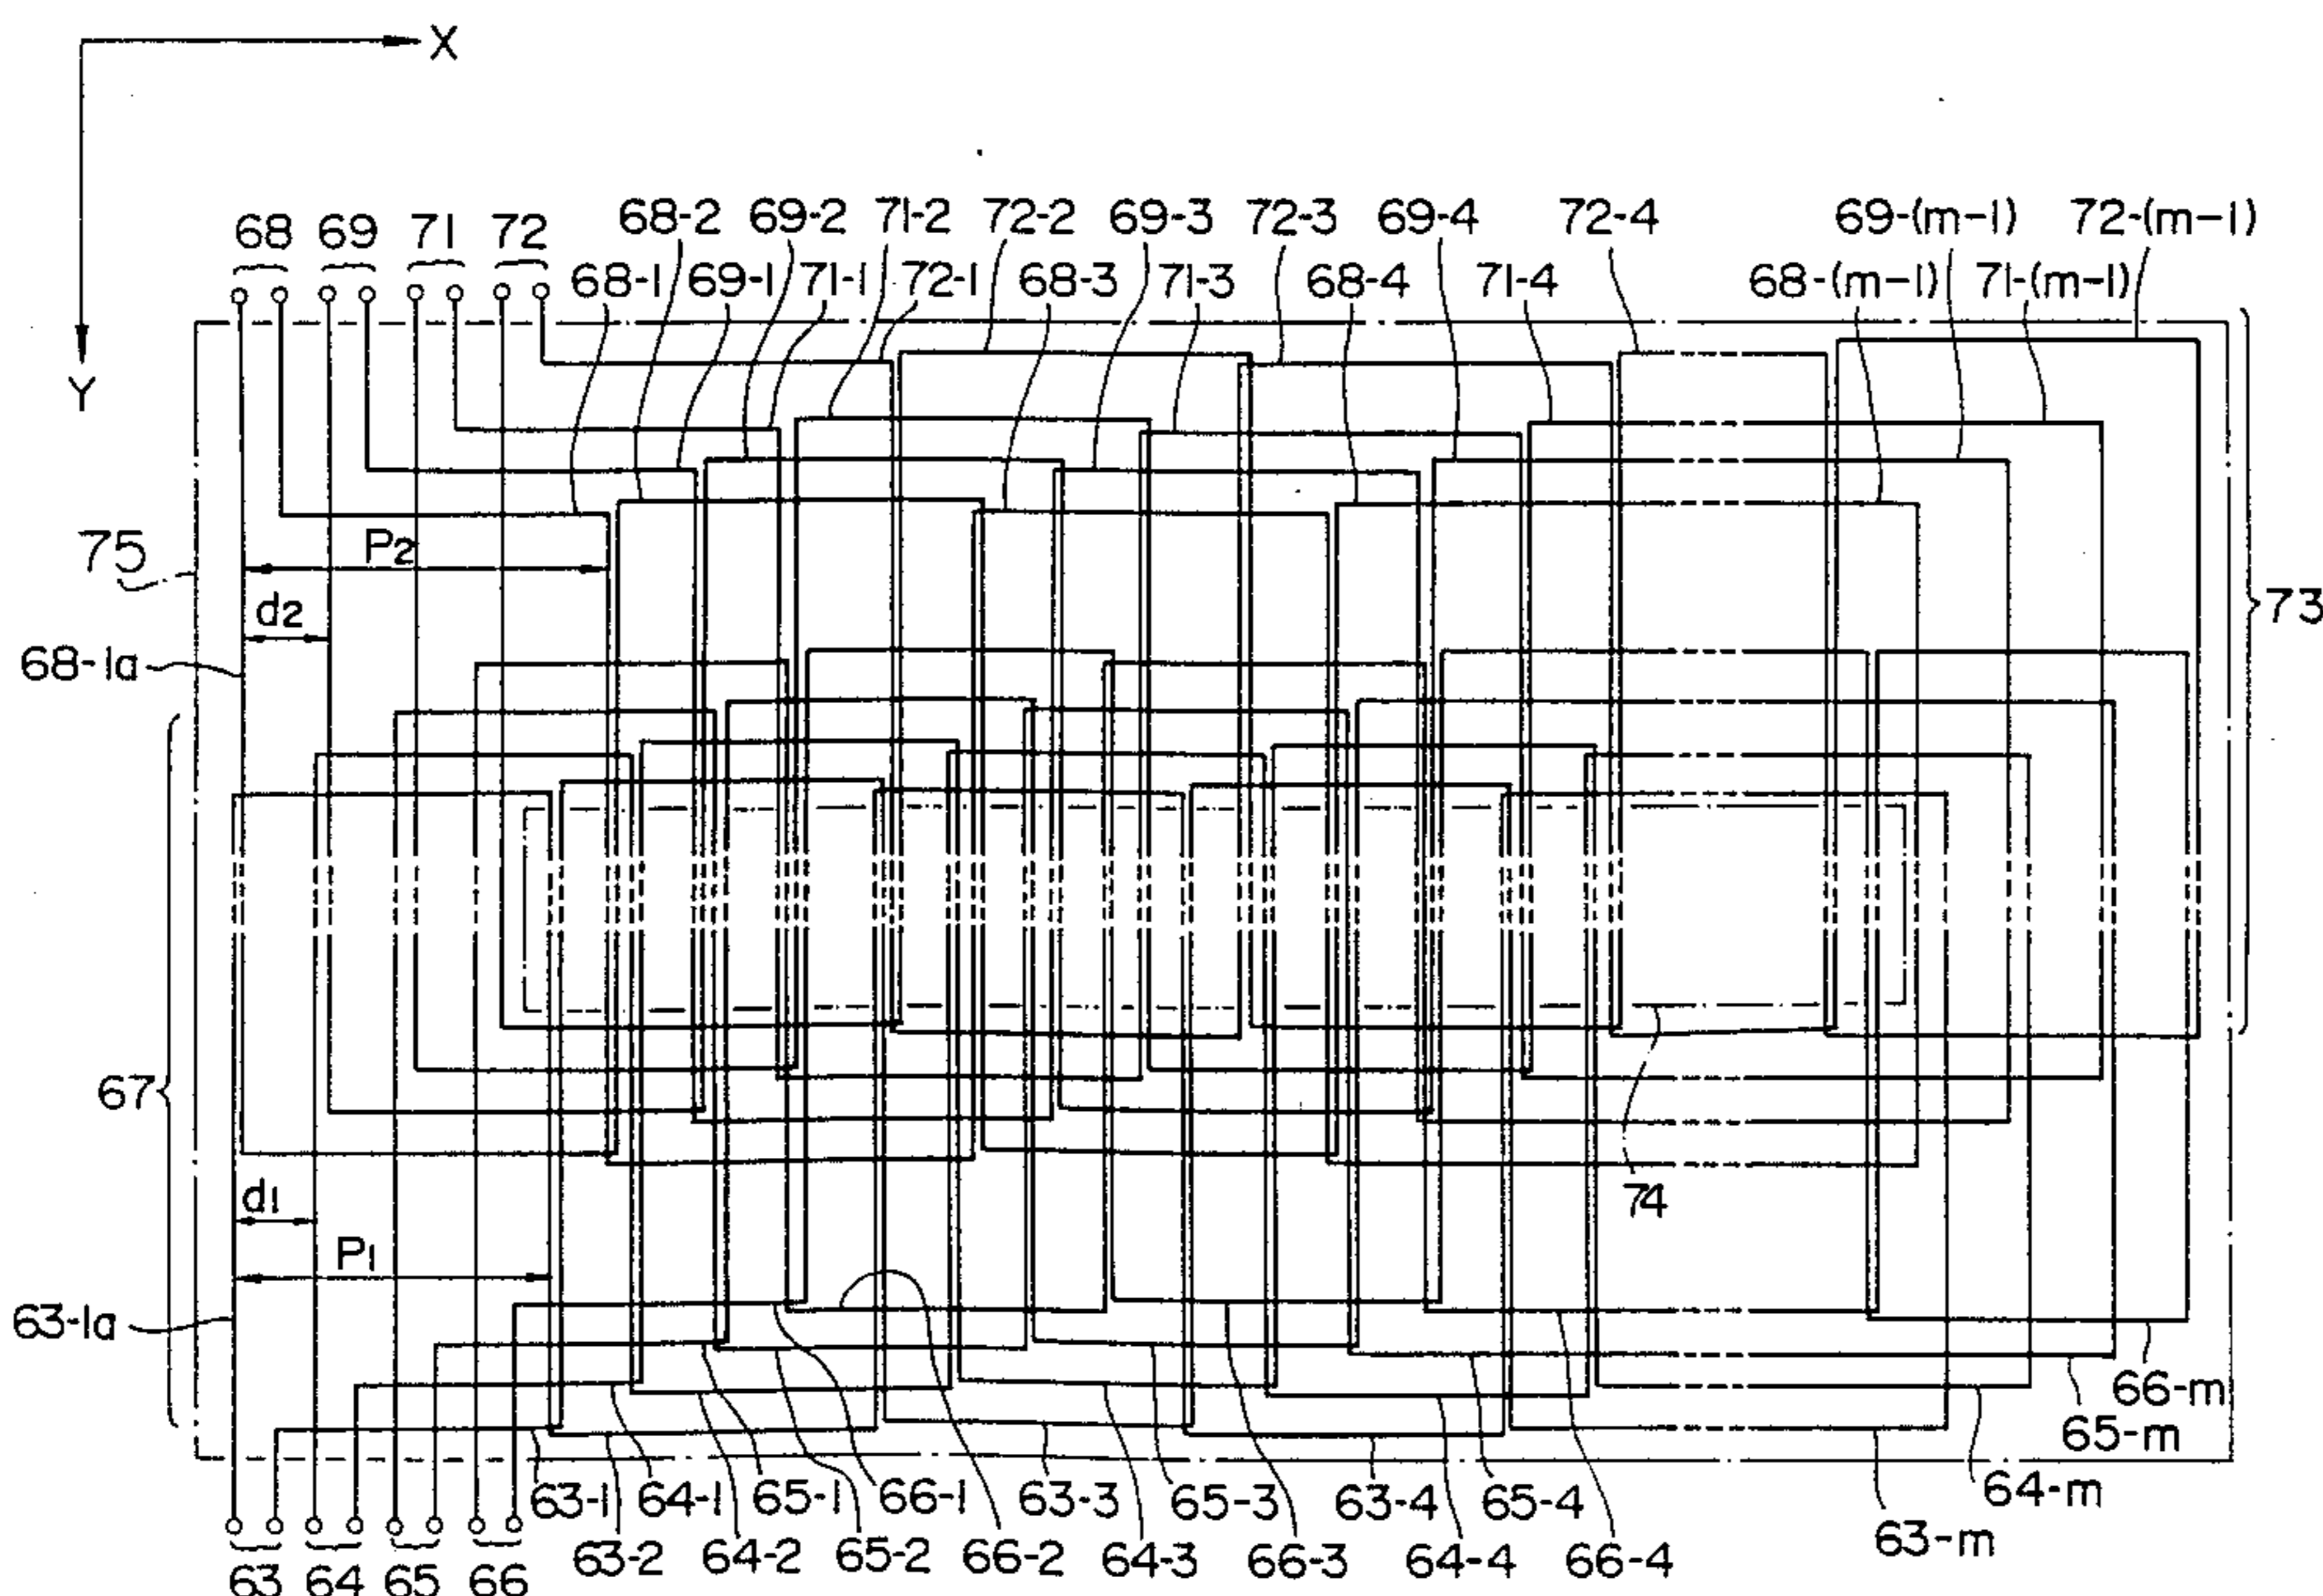 X
68-2 69-2 71-2 72-2 69-3 72-3 69-4 72-4 69-(m-1) 72-(m-1)
68 69 71 72
68-1 69-1 71-1 72-1 68-3 71-3 68-4 71-4 68-(m-1) 71-(m-1)
Y
75
P2
d2
73
68-1a
67
d1
74
P1
63-1a
66-m
65-m
63-1 64-1 65-1 66-1 63-3 65-3 63-4 65-4 64-m
63-2 64-2 65-2 66-2 64-3 66-3 64-4 66-4 63-m
63 64 65 66